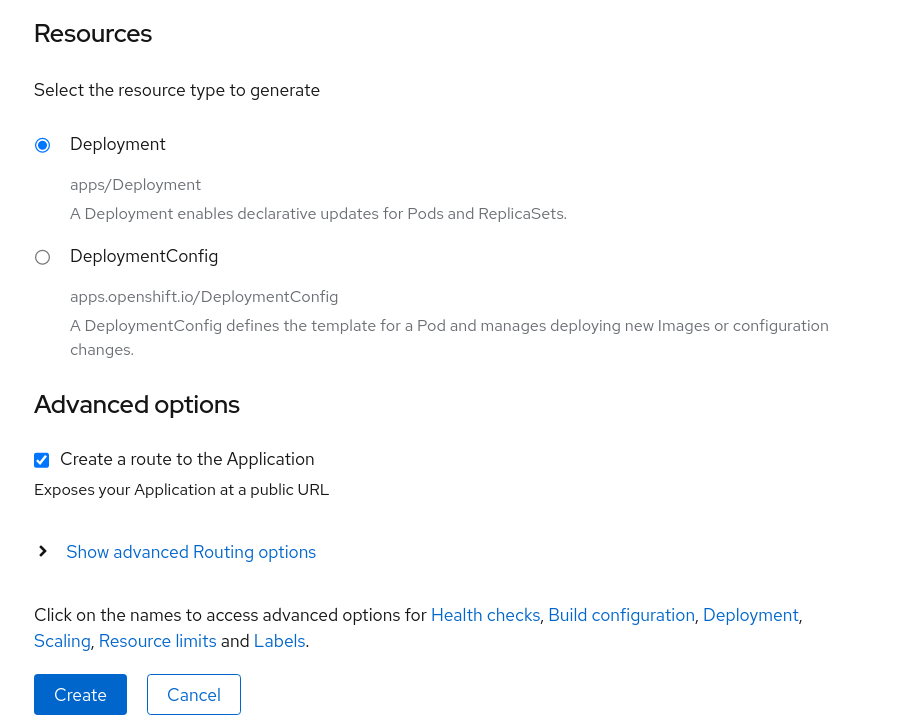 Resources
Select the resource type to generate
Deployment
apps/Deployment
A Deployment enables declarative updates for Pods and ReplicaSets.
DeploymentConfig
apps.openshift.io/DeploymentConfig
A DeploymentConfig defines the template for a Pod and manages deploying new Images or configuration
changes.
Advanced options
Create a route to the Application
Exposes your Application at a public URL
Show advanced Routing options
Click on the names to access advanced options for Health checks, Build configuration, Deployment,
Scaling, Resource limits and Labels.
Create Cancel